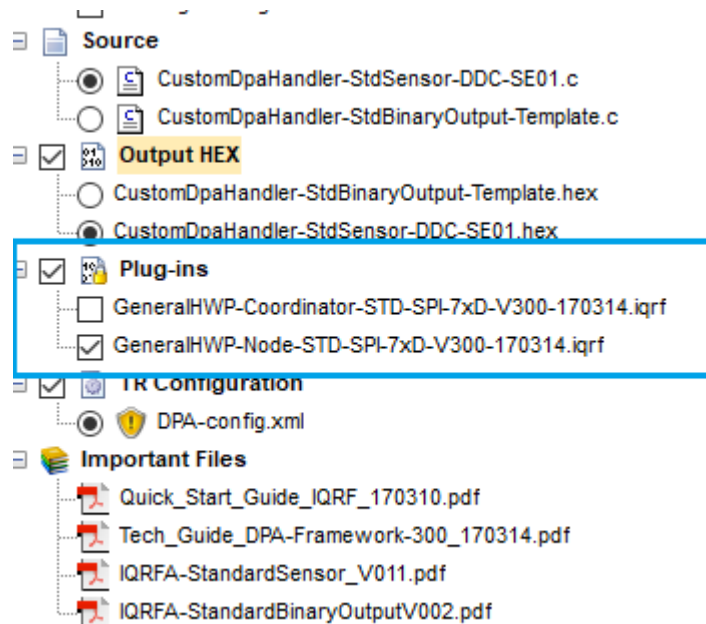 Source
CustomDpaHandler-StdSensor-DDC-SE01.c
CustomDpaHandler-StdBinaryOutput-Template.c
Output HEX
CustomDpaHandler-StdBinaryOutput-Template.hex
CustomDpaHandler-StdSensor-DDC-SE01.hex
Plug-ins
GeneralHWP-Coordinator-STD-SPI-7xD-V300-170314.iqrf
GeneralHWP-Node-STD-SPI-7xD-V300-170314.iqrf
TR Configuration
DPA-config.xml
Important Files
Quick_Start_Guide_IQRF_170310.pdf
Tech_Guide_DPA-Framework-300_170314.pdf
IQRFA-StandardSensor_V011.pdf
IQRFA-StandardBinaryOutputV002.pdf